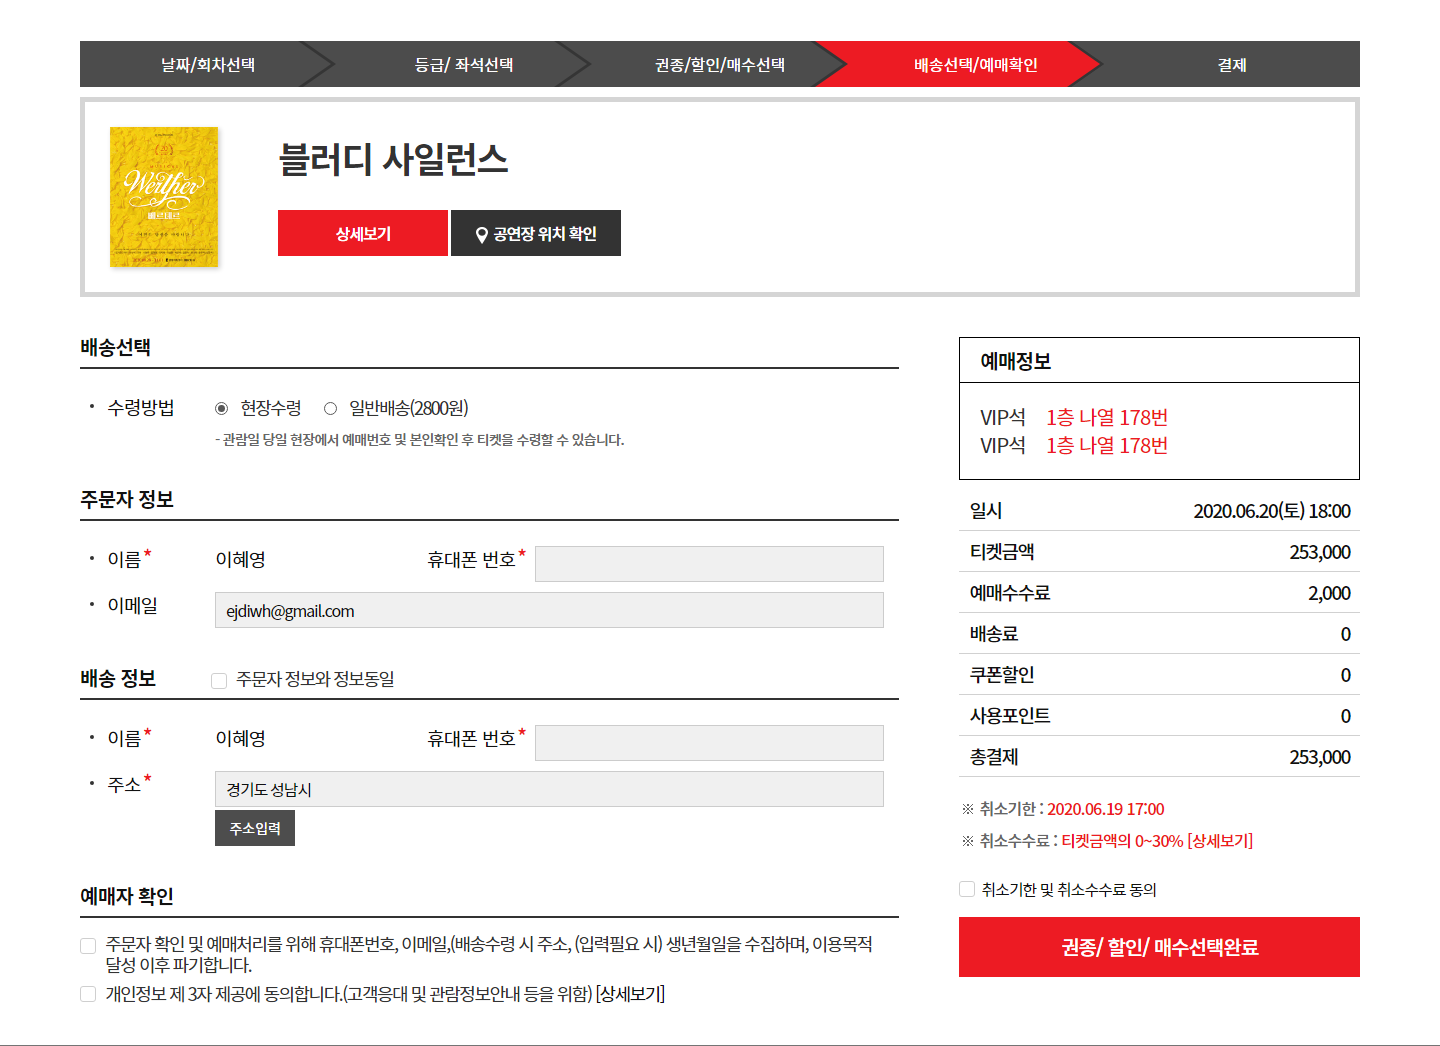 날짜/회차선택
등급/ 좌석선택
권종/할인/매수선택
배송선택/예매확인
결제
Werther
베르테르
블러디 사일런스
상세보기
공연장 위치 확인
배송선택
· 수령방법 현장수령 일반배송(2800원)
- 관람일 당일 현장에서 예매번호 및 본인확인 후 티켓을 수령할 수 있습니다.
주문자 정보
· 이름* 이혜영 휴대폰 번호*
· 이메일 ejdiwh@gmail.com
배송 정보 주문자 정보와 정보동일
· 이름* 이혜영 휴대폰 번호*
· 주소* 경기도 성남시
주소입력
예매자 확인
주문자 확인 및 예매처리를 위해 휴대폰번호, 이메일,(배송수령 시 주소, (입력필요 시) 생년월일을 수집하며, 이용목적
달성 이후 파기합니다.
개인정보 제 3자 제공에 동의합니다.(고객응대 및 관람정보안내 등을 위함) [상세보기]
예매정보
VIP석 1층 나열 178번
VIP석 1층 나열 178번
일시 2020.06.20(토) 18:00
티켓금액 253,000
예매수수료 2,000
배송료 0
쿠폰할인 0
사용포인트 0
총결제 253,000
※ 취소기한 : 2020.06.19 17:00
※ 취소수수료 : 티켓금액의 0~30% [상세보기]
취소기한 및 취소수수료 동의
권종/ 할인/ 매수선택완료